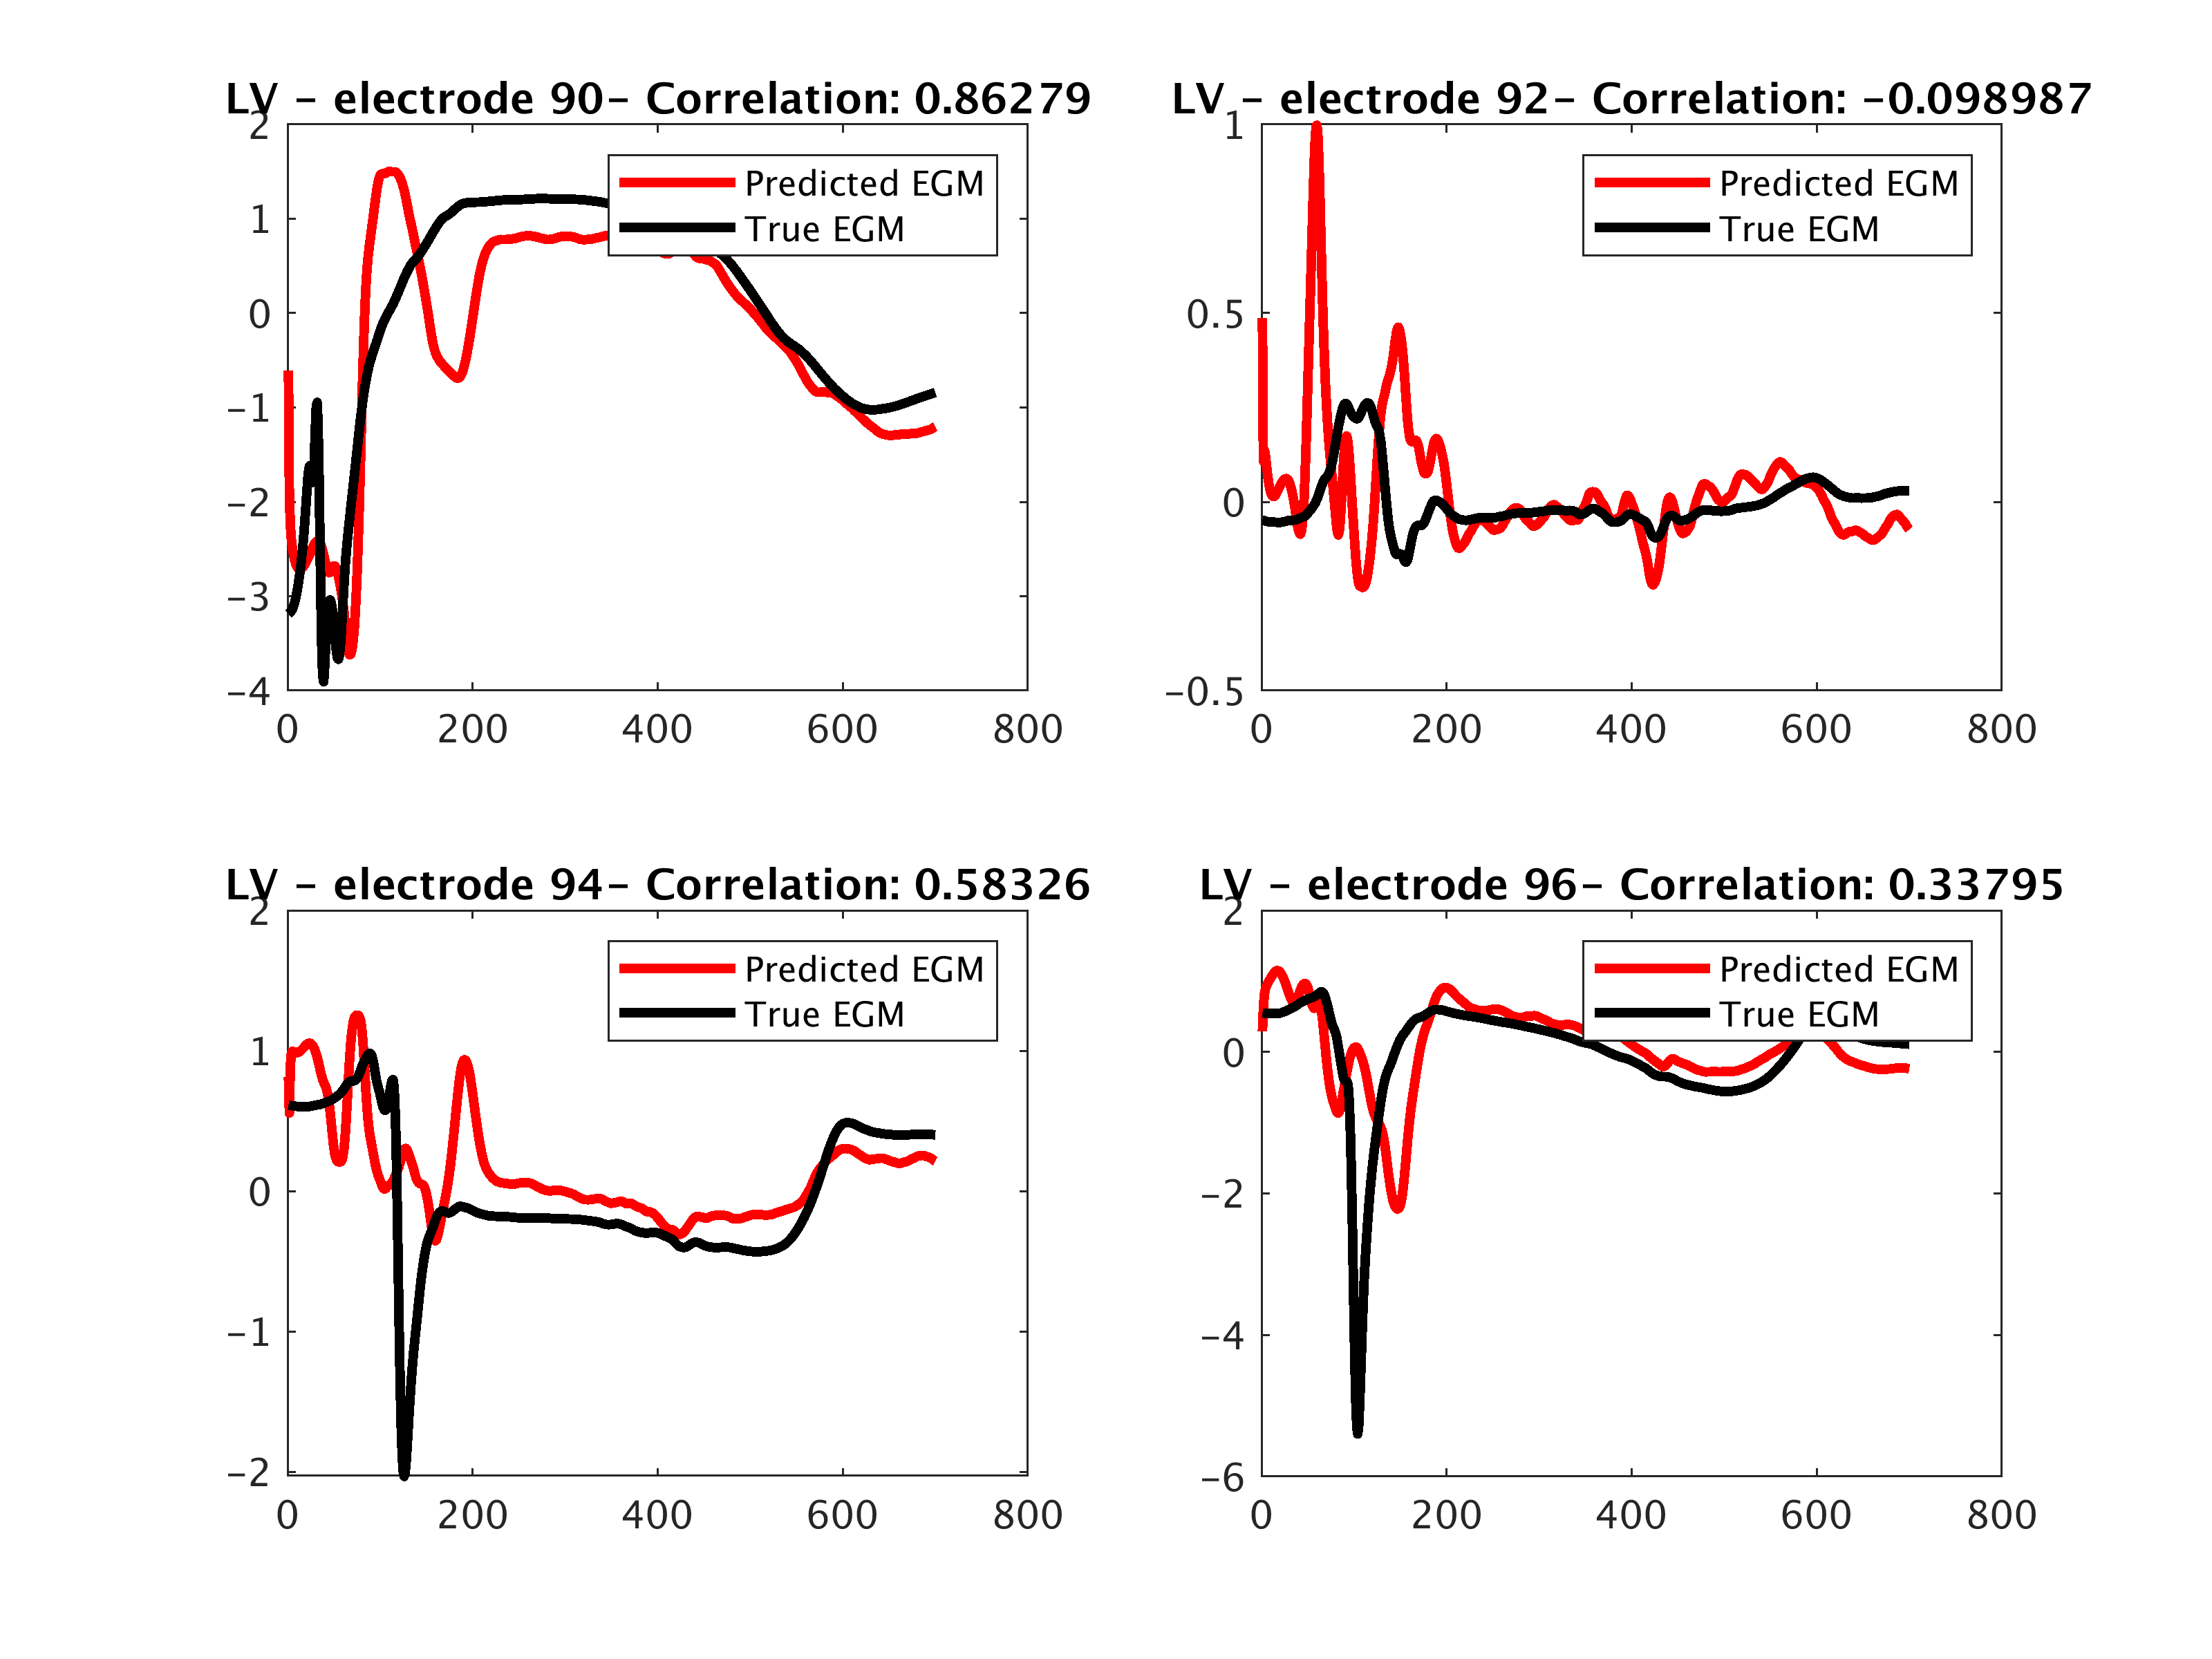 LV - electrode 90- Correlation: 0.86279
2
1
0
-1
-2
-3
-4
0 200 400 600 800
Predicted EGM
True EGM
LV - electrode 92- Correlation: -0.098987
1
0.5
0
-0.5
0 200 400 600 800
Predicted EGM
True EGM
LV - electrode 94- Correlation: 0.58326
2
1
0
-1
-2
0 200 400 600 800
Predicted EGM
True EGM
LV - electrode 96- Correlation: 0.33795
2
0
-2
-4
-6
0 200 400 600 800
Predicted EGM
True EGM